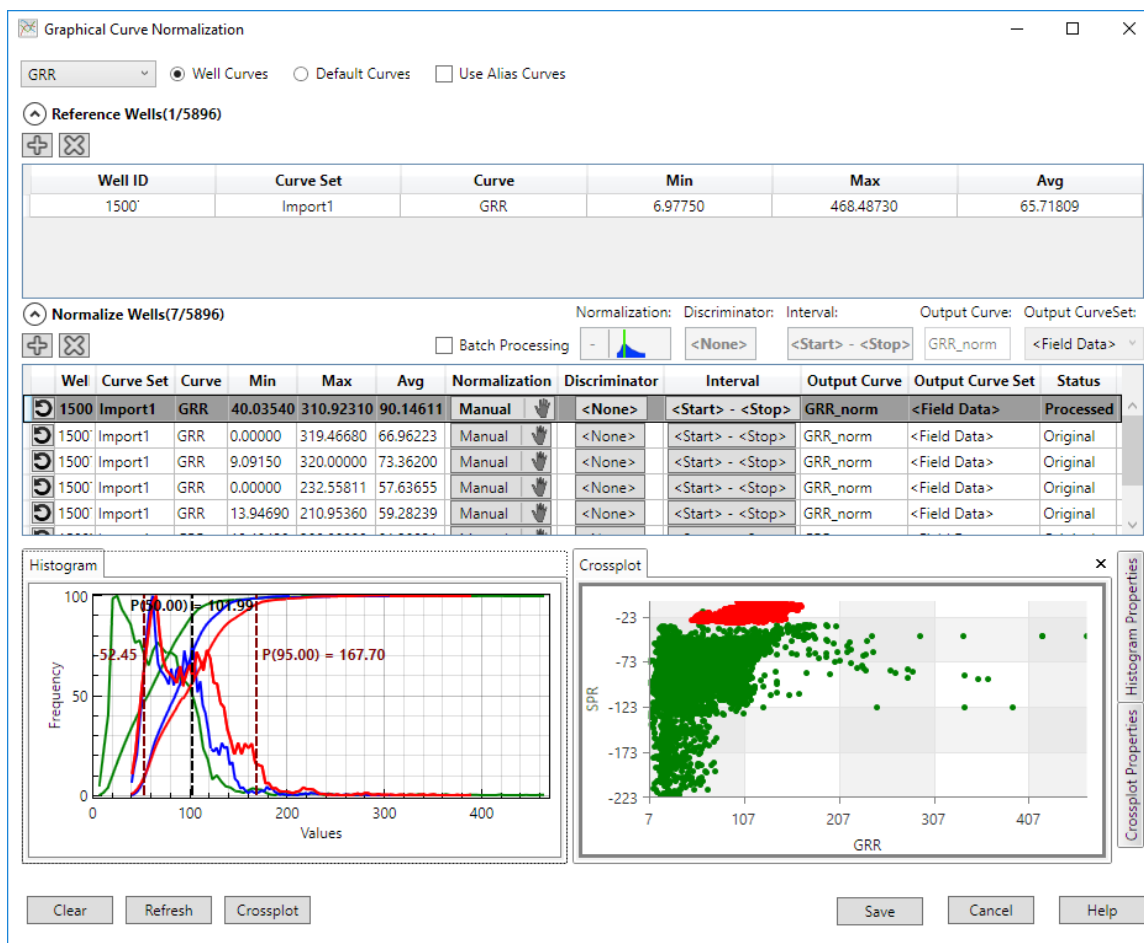 Graphical Curve Normalization
GRR Well Curves Default Curves Use Alias Curves
Reference Wells(1/5896)
Well ID Curve Set Curve Min Max Avg
1500 Import1 GRR 6.97750 468.48730 65.71809
Normalize Wells(7/5896) Normalization: Discriminator: Interval: Output Curve: Output CurveSet:
Batch Processing - <None> <Start> - <Stop> GRR_norm <Field Data>
Wel Curve Set Curve Min Max Avg Normalization Discriminator Interval Output Curve Output Curve Set Status
1500 Import1 GRR 40.03540 310.92310 90.14611 Manual <None> <Start> - <Stop> GRR_norm <Field Data> Processed
1500 Import1 GRR 0.00000 319.46680 66.96223 Manual <None> <Start> - <Stop> GRR_norm <Field Data> Original
1500 Import1 GRR 9.09150 320.00000 73.36200 Manual <None> <Start> - <Stop> GRR_norm <Field Data> Original
1500 Import1 GRR 0.00000 232.55811 57.63655 Manual <None> <Start> - <Stop> GRR_norm <Field Data> Original
1500 Import1 GRR 13.94690 210.95360 59.28239 Manual <None> <Start> - <Stop> GRR_norm <Field Data> Original
Histogram
100
P(50.00) = 101.99
52.45
P(95.00) = 167.70
50
0
Frequency
0 100 200 300 400
Values
Crossplot
-23
-73
-123
-173
-223
SPR
7 107 207 307 407
GRR
Histogram Properties
Crossplot Properties
Clear Refresh Crossplot Save Cancel Help